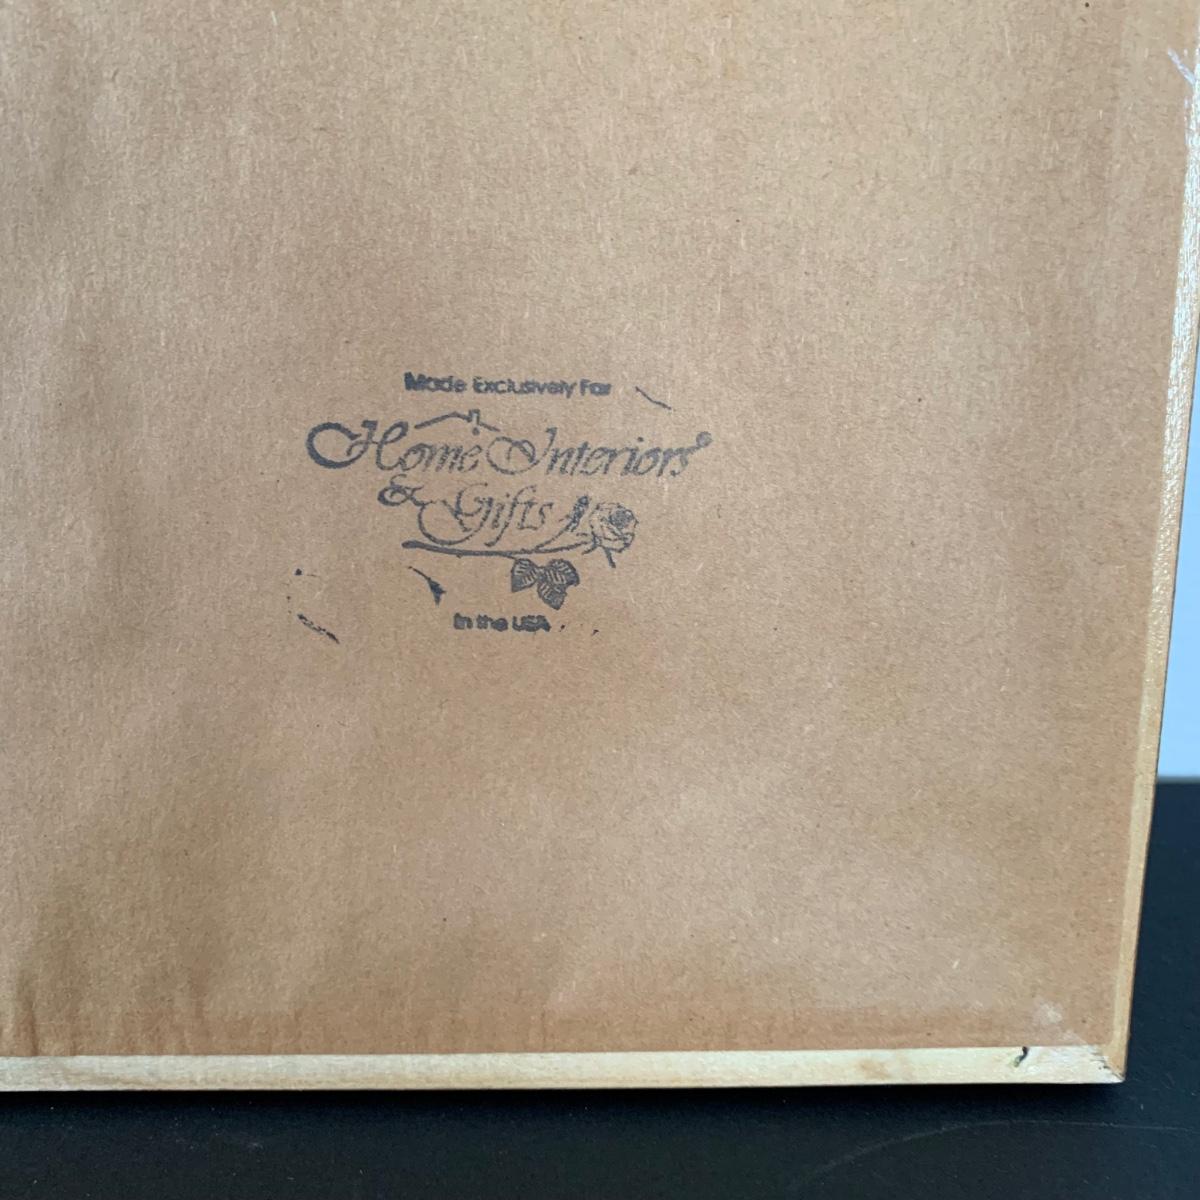 Made Exclusively For
Home Interiors®
& Gifts
In the USA